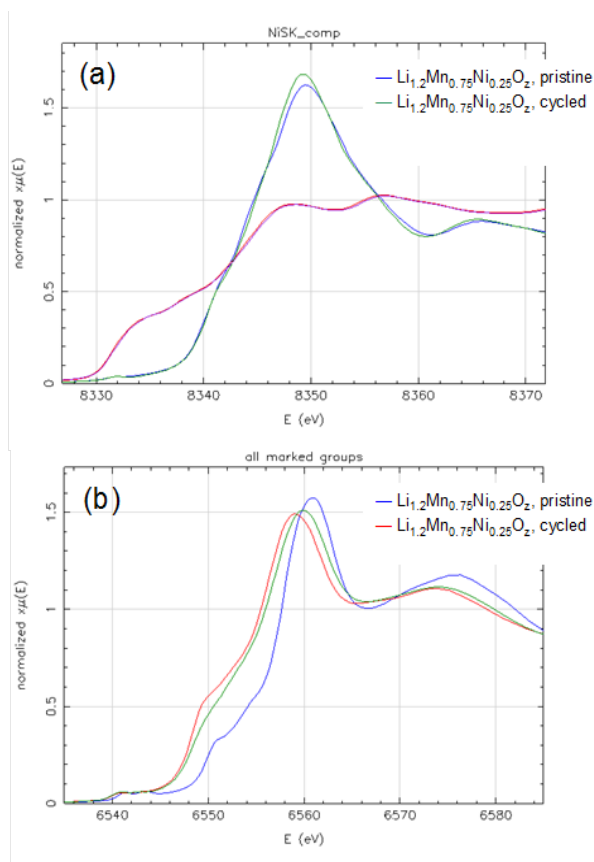 NiSK_comp
(a)
Li1.2Mn0.75Ni0.25Oz, pristine
Li1.2Mn0.75Ni0.25Oz, cycled
normalized xμ(E)
1.5
1
0.5
0
8330 8340 8350 8360 8370
E (eV)
all marked groups
(b)
Li1.2Mn0.75Ni0.25Oz, pristine
Li1.2Mn0.75Ni0.25Oz, cycled
normalized xμ(E)
1.5
1
0.5
0
6540 6550 6560 6570 6580
E (eV)